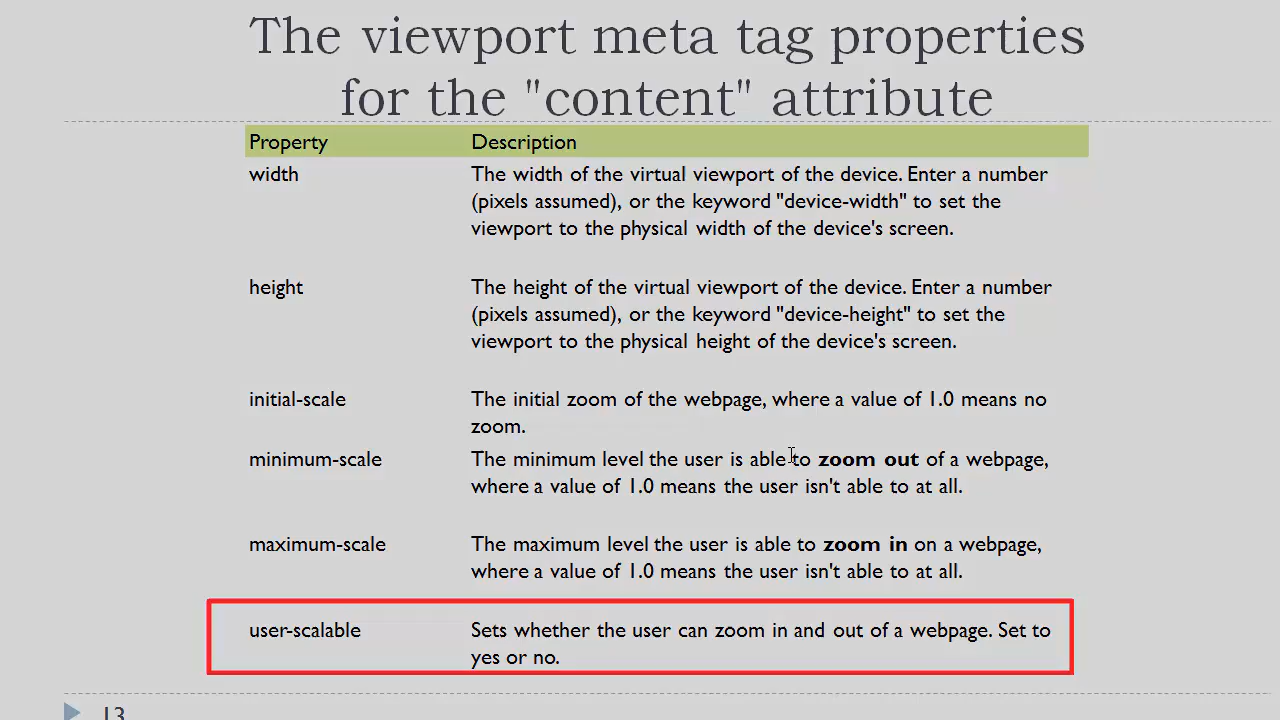 The viewport meta tag properties
for the "content" attribute
Property Description
width The width of the virtual viewport of the device. Enter a number
(pixels assumed), or the keyword "device-width" to set the
viewport to the physical width of the device's screen.
height The height of the virtual viewport of the device. Enter a number
(pixels assumed), or the keyword "device-height" to set the
viewport to the physical height of the device's screen.
initial-scale The initial zoom of the webpage, where a value of 1.0 means no
zoom.
minimum-scale The minimum level the user is able to zoom out of a webpage,
where a value of 1.0 means the user isn't able to at all.
maximum-scale The maximum level the user is able to zoom in on a webpage,
where a value of 1.0 means the user isn't able to at all.
user-scalable Sets whether the user can zoom in and out of a webpage. Set to
yes or no.
13